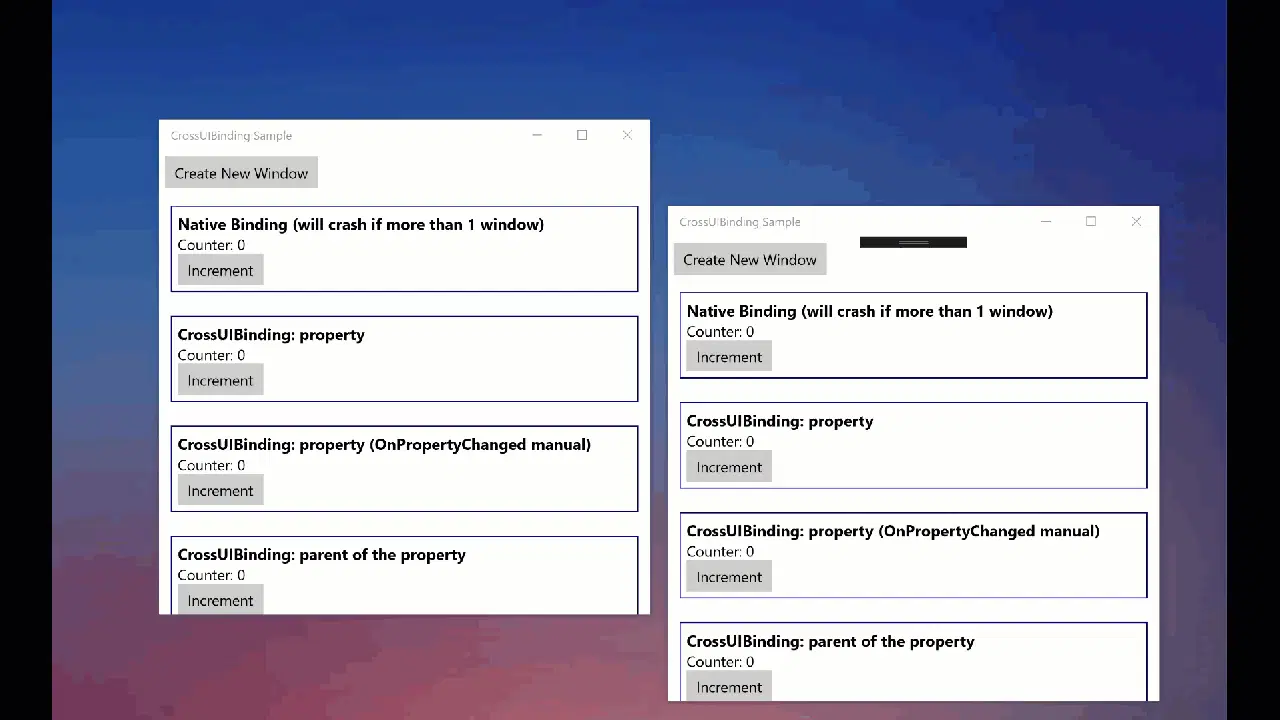 CrossUIBinding Sample
Create New Window
Native Binding (will crash if more than 1 window)
Counter: 0
Increment
CrossUIBinding: property
Counter: 0
Increment
CrossUIBinding: property (OnPropertyChanged manual)
Counter: 0
Increment
CrossUIBinding: parent of the property
Counter: 0
Increment
CrossUIBinding Sample
Create New Window
Native Binding (will crash if more than 1 window)
Counter: 0
Increment
CrossUIBinding: property
Counter: 0
Increment
CrossUIBinding: property (OnPropertyChanged manual)
Counter: 0
Increment
CrossUIBinding: parent of the property
Counter: 0
Increment